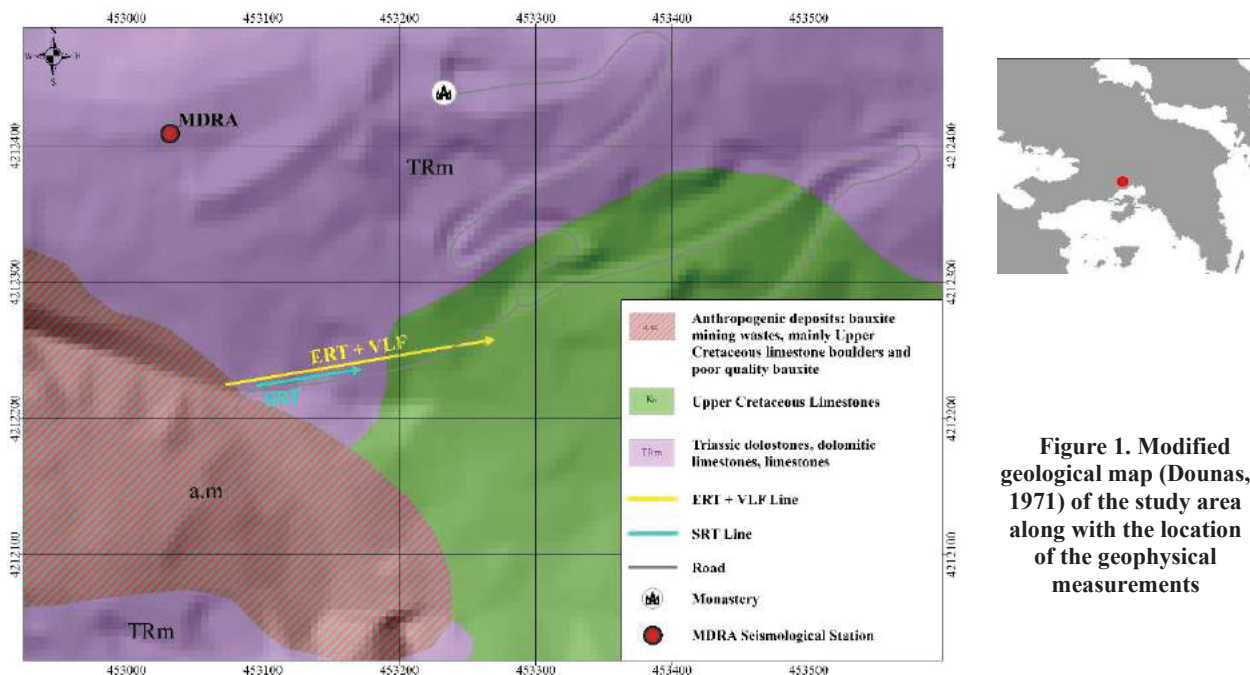 453000 453100 453200 453300 453400 453500
N
W
S
MDRA
TRm
4212400
4212400
4212300
4212300
ERT + VLF
4212200
4212200
a.m
4212100
4212100
TRm
453000 453100 453200 453300 453400 453500
Anthropogenic deposits: bauxite
mining wastes, mainly Upper
Cretaceous limestone boulders and
poor quality bauxite
Upper Cretaceous Limestones
TRm
Triassic dolostones, dolomitic
limestones, limestones
ERT + VLF Line
SRT Line
Road
Monastery
MDRA Seismological Station
Figure 1. Modified
geological map (Dounas,
1971) of the study area
along with the location
of the geophysical
measurements